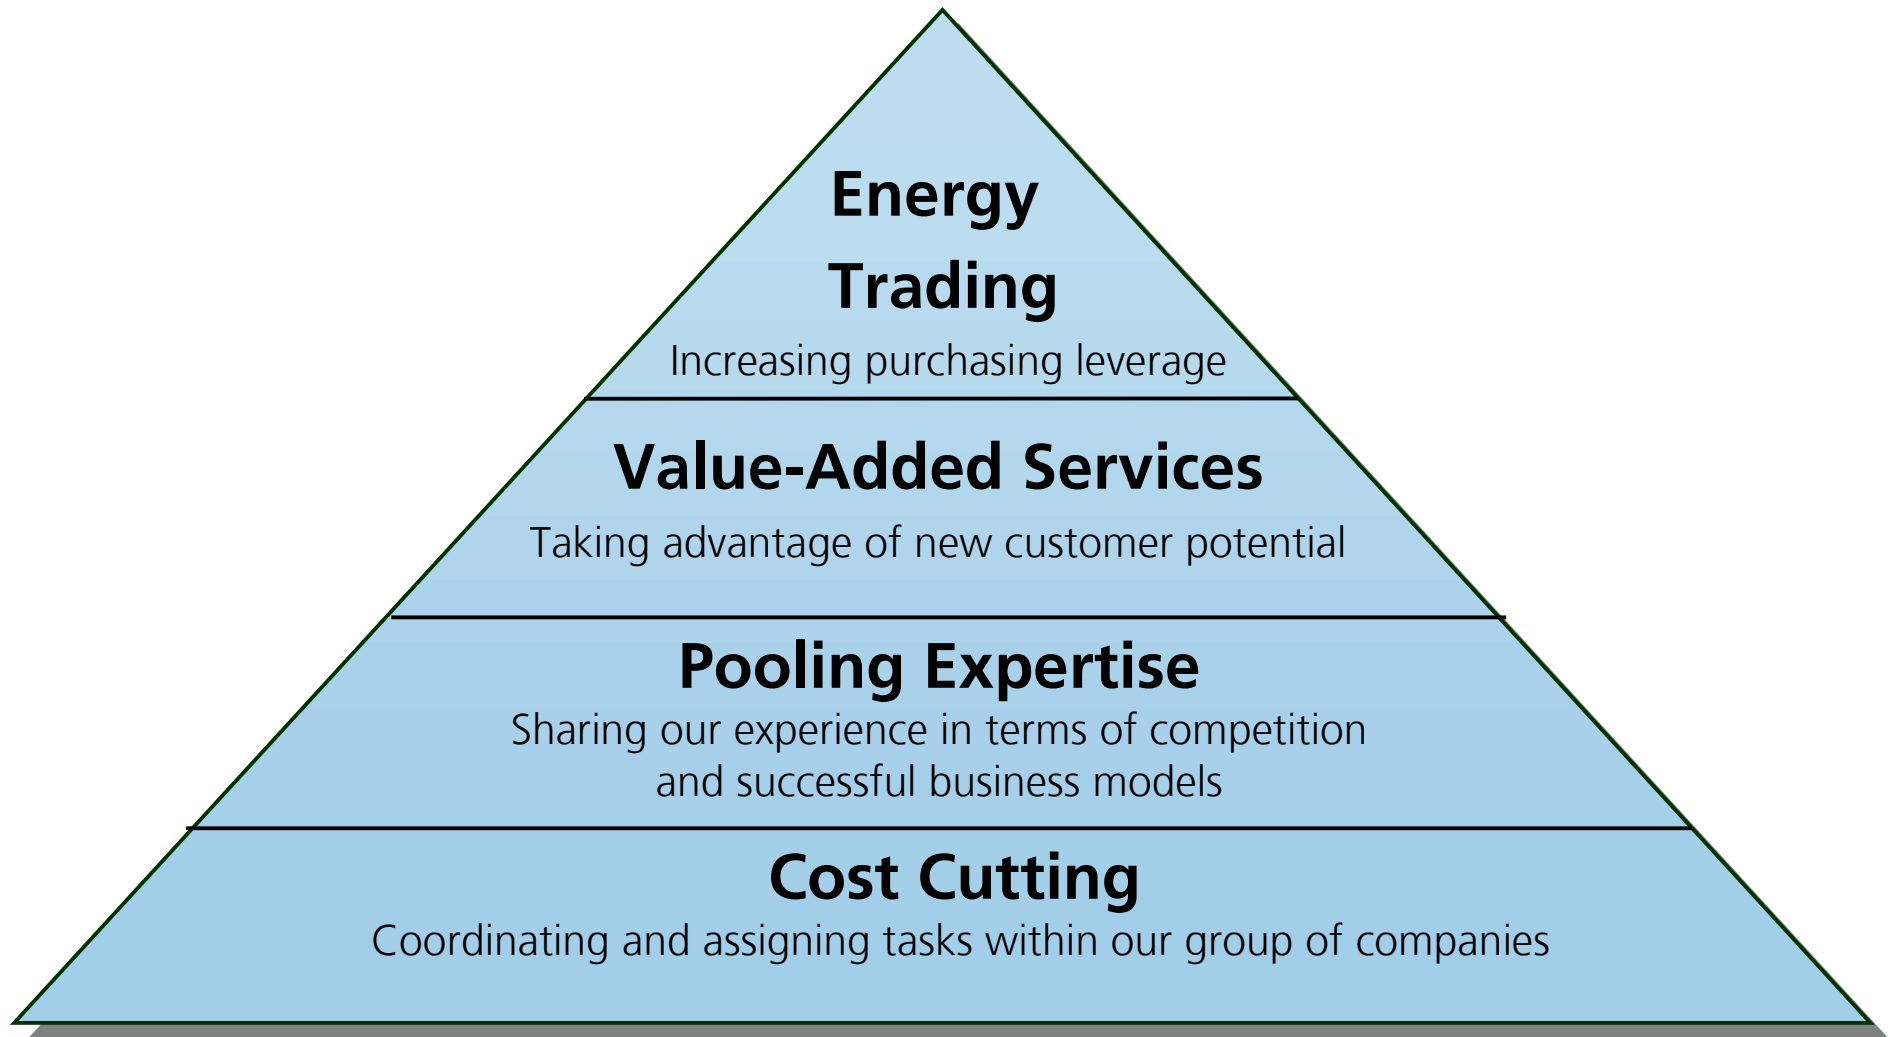 Energy
Trading
Increasing purchasing leverage
Value-Added Services
Taking advantage of new customer potential
Pooling Expertise
Sharing our experience in terms of competition
and successful business models
Cost Cutting
Coordinating and assigning tasks within our group of companies